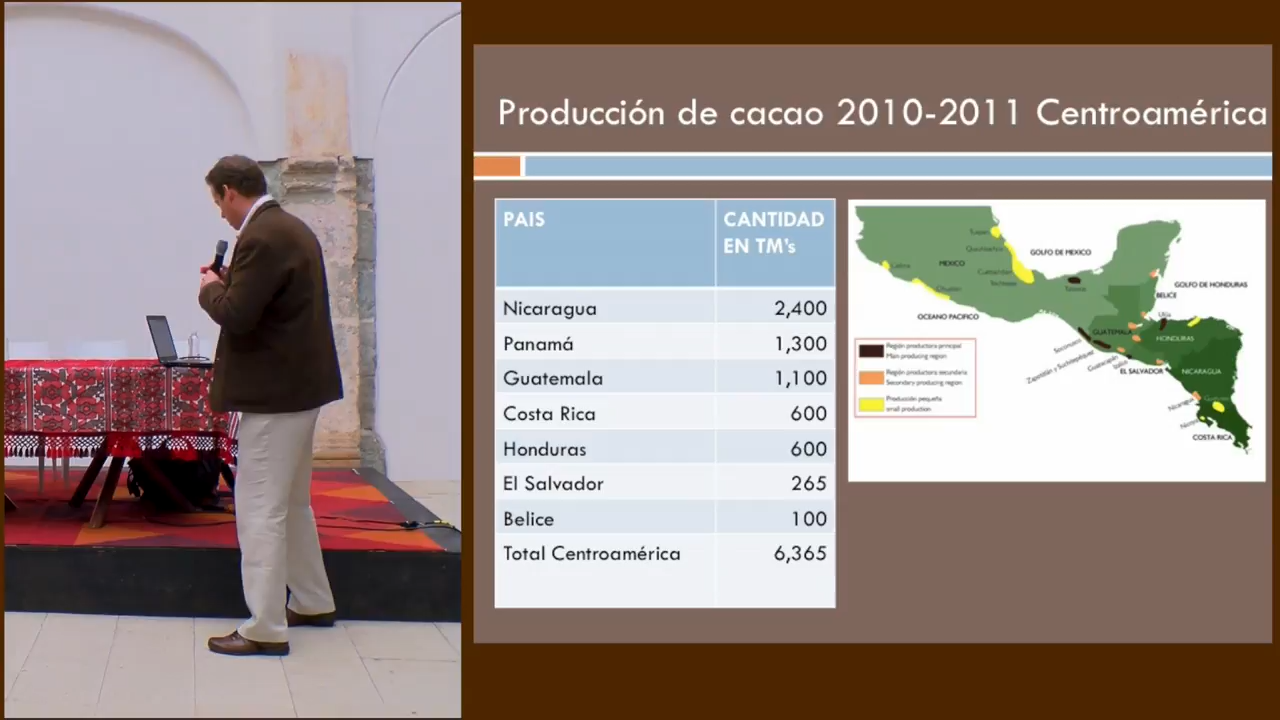 Producción de cacao 2010-2011 Centroamérica
PAIS CANTIDAD
EN TM's
Nicaragua 2,400
Panamá 1,300
Guatemala 1,100
Costa Rica 600
Honduras 600
El Salvador 265
Belice 100
Total Centroamérica 6,365
GOLFO DE MEXICO
MEXICO
GOLFO DE HONDURAS
BELICE
OCEANO PACIFICO
GUATEMALA
HONDURAS
EL SALVADOR
NICARAGUA
COSTA RICA
Región productora principal
Main producing region
Región productora secundaria
Secondary producing region
Producción pequeña
small production